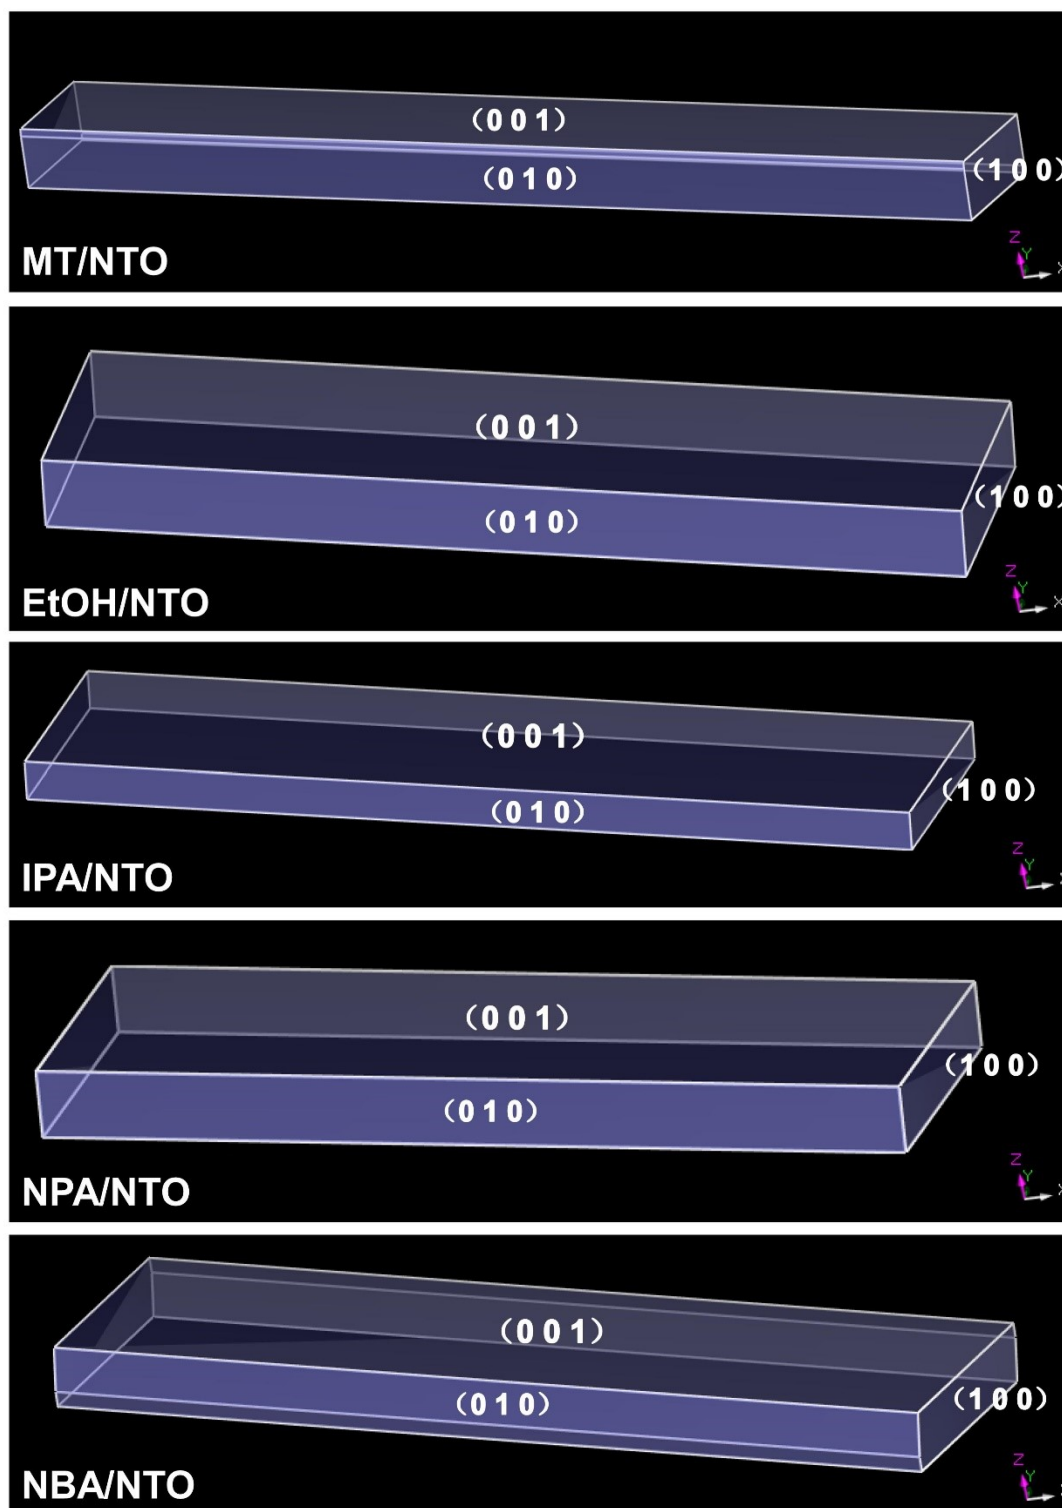 (0 0 1)
(0 1 0)
(1 0 0)
MT/NTO
Z
Y
X
(0 0 1)
(0 1 0)
(1 0 0)
EtOH/NTO
Z
Y
X
(0 0 1)
(0 1 0)
(1 0 0)
IPA/NTO
Z
Y
(0 0 1)
(0 1 0)
(1 0 0)
NPA/NTO
Z
Y
X
(0 0 1)
(0 1 0)
(1 0 0)
NBA/NTO
Z
Y